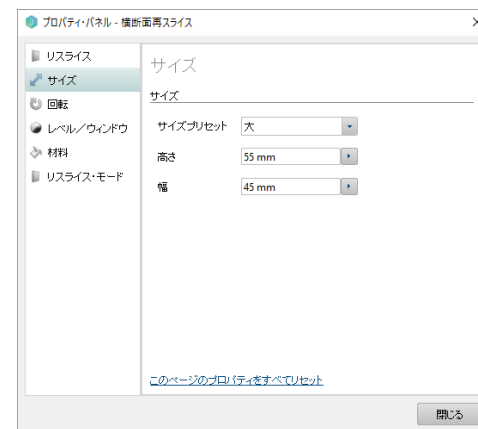 プロパティ・パネル - 横断面再スライス
リスライス
サイズ
回転
レベル／ウィンドウ
材料
リスライス・モード
サイズ
サイズ
サイズプリセット 大
高さ 55 mm
幅 45 mm
このページのプロパティをすべてリセット
閉じる